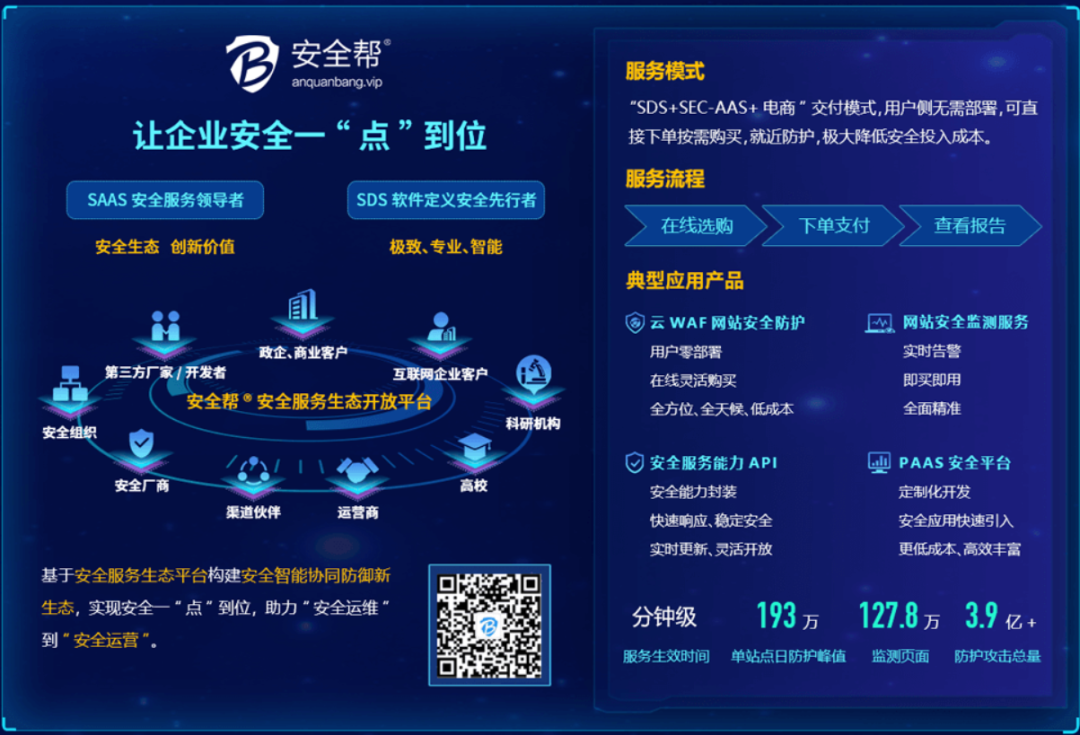 安全帮®
anquanbang.vip
让企业安全一“点”到位
SAAS 安全服务领导者
SDS 软件定义安全先行者
安全生态 创新价值
极致、专业、智能
政企、商业客户
第三方厂家 / 开发者
互联网企业客户
安全帮®安全服务生态开放平台
安全组织
科研机构
安全厂商
高校
渠道伙伴
运营商
基于安全服务生态平台构建安全智能协同防御新
生态，实现安全一“点”到位，助力“安全运维”
到“安全运营”。
服务模式
“SDS+SEC-AAS+ 电商“ 交付模式,用户侧无需部署,可直
接下单按需购买,就近防护,极大降低安全投入成本。
服务流程
在线选购
下单支付
查看报告
典型应用产品
云 WAF 网站安全防护
用户零部署
在线灵活购买
全方位、全天候、低成本
网站安全监测服务
实时告警
即买即用
全面精准
安全服务能力 API
安全能力封装
快速响应、稳定安全
实时更新、灵活开放
PAAS 安全平台
定制化开发
安全应用快速引入
更低成本、高效丰富
分钟级
服务生效时间
193 万
单站点日防护峰值
127.8 万
监测页面
3.9 亿 +
防护攻击总量